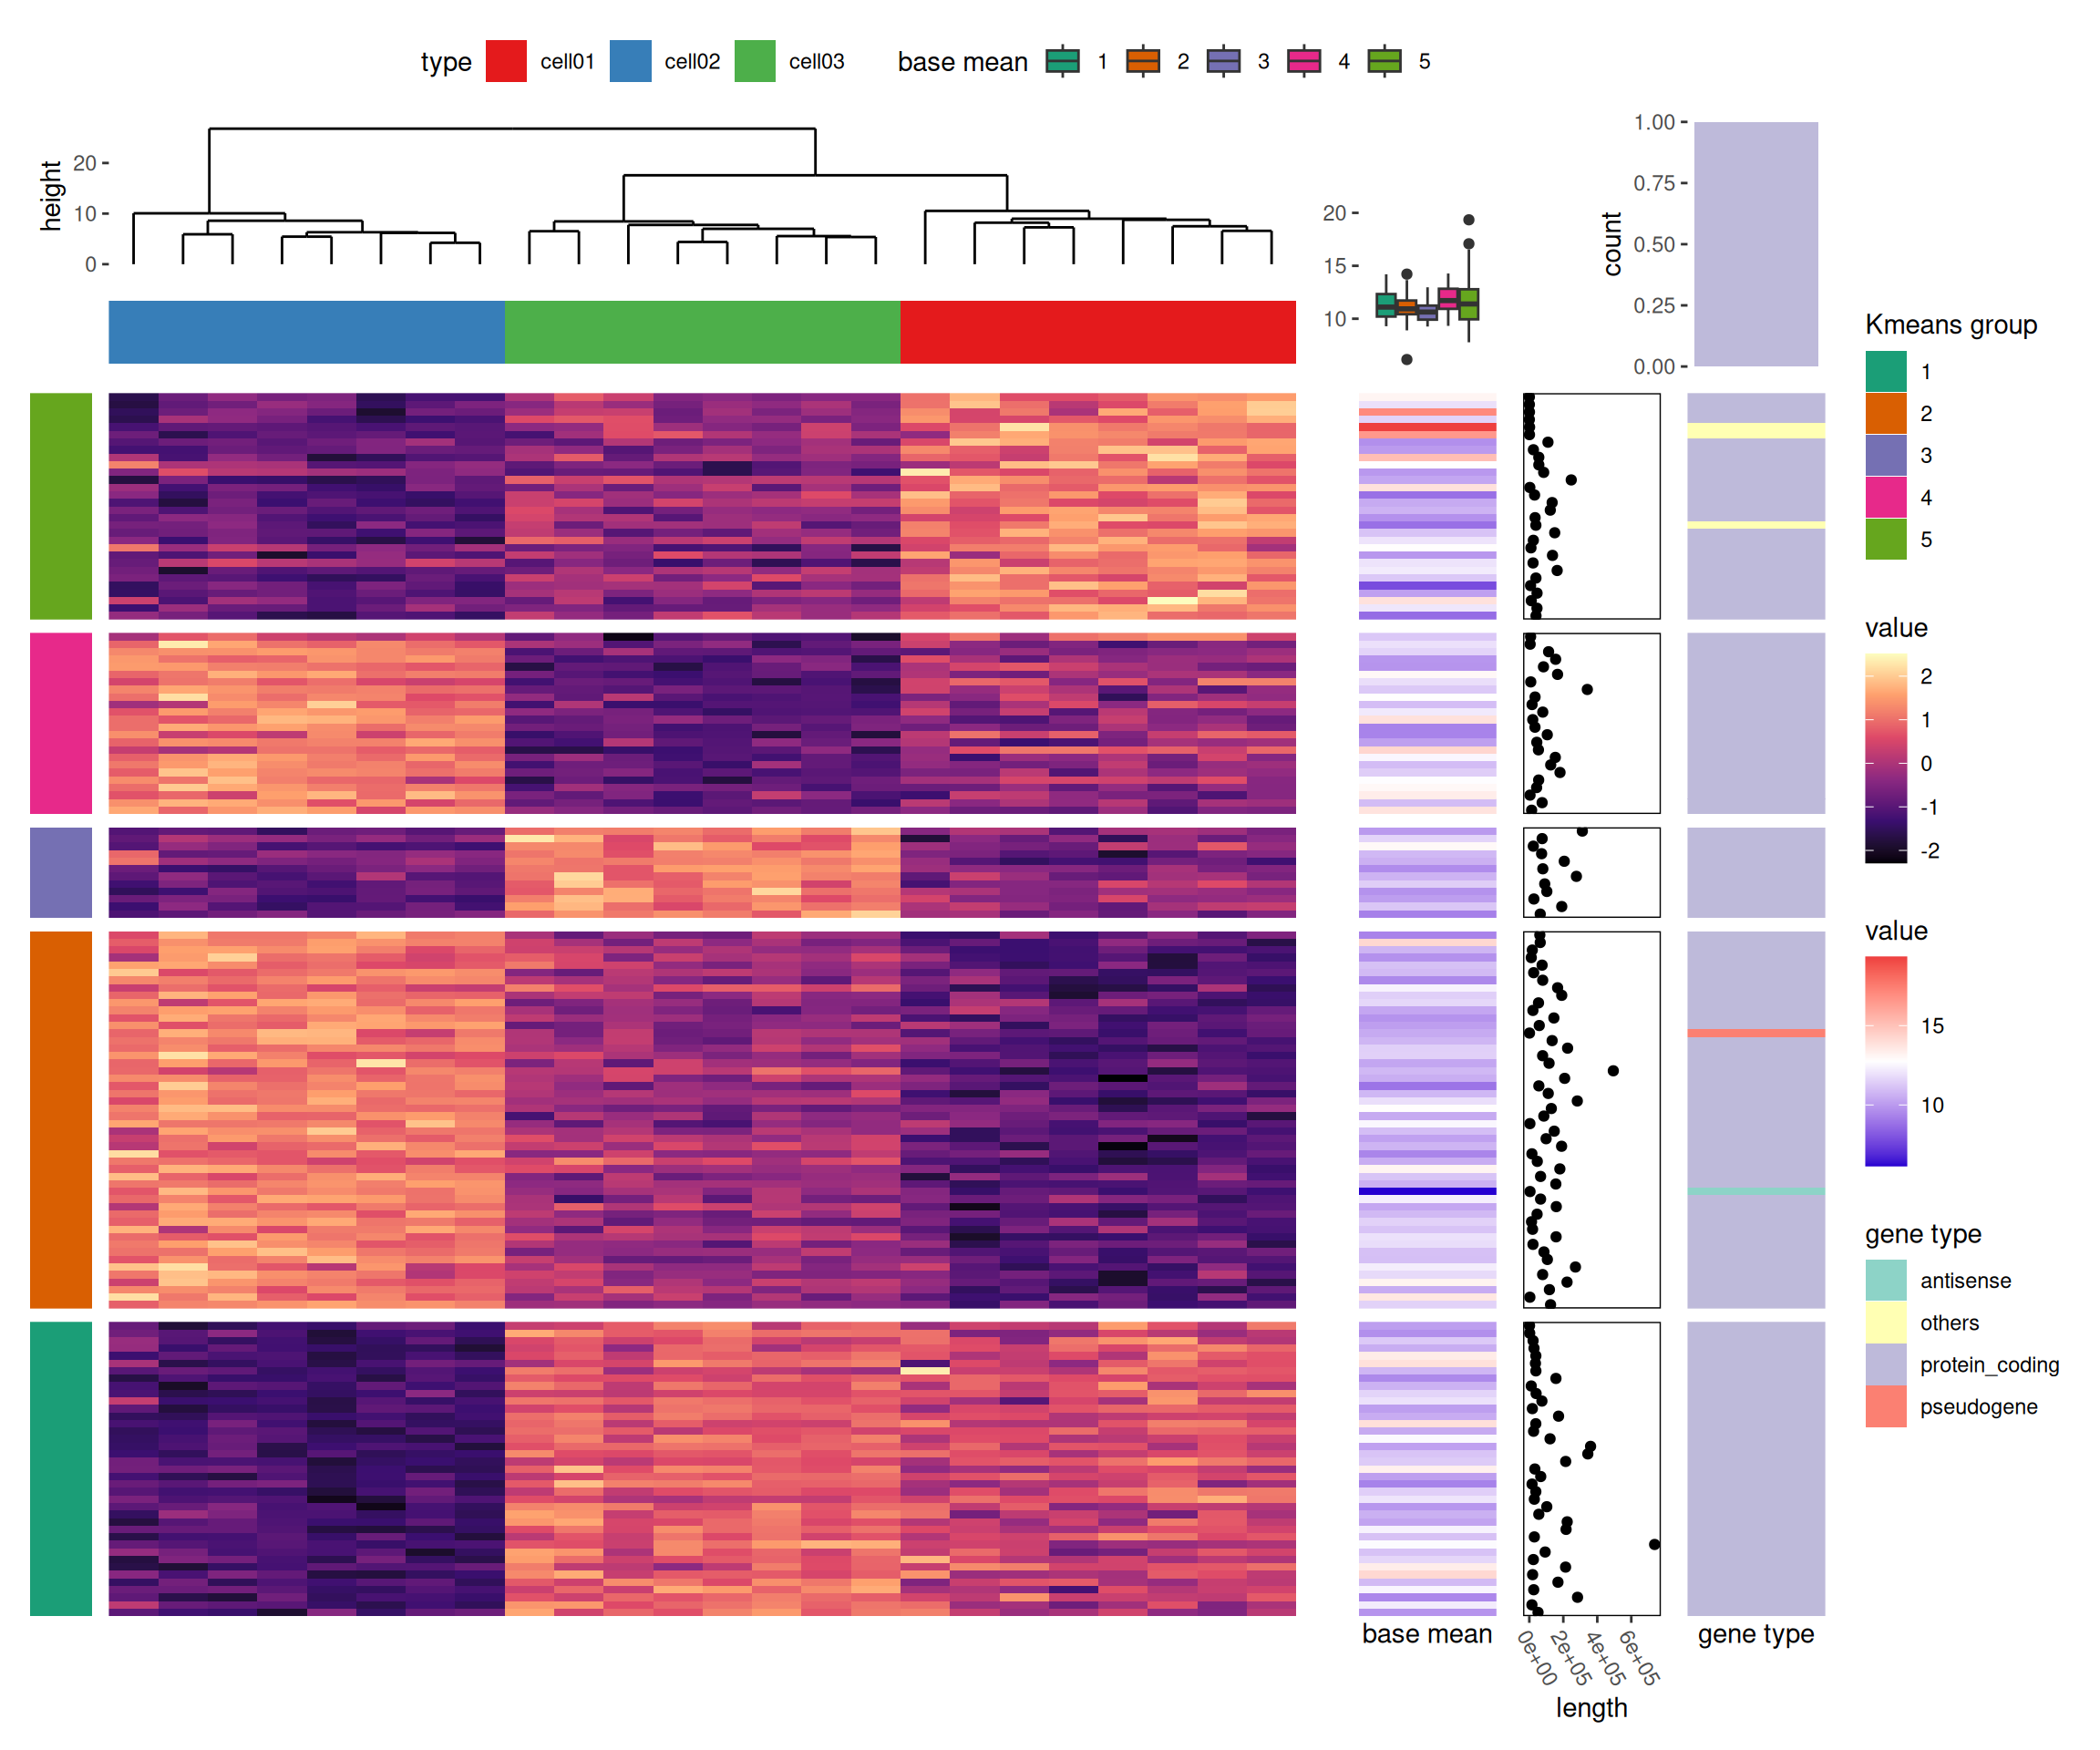 type cell01 cell02 cell03 base mean 1 2 3 4 5
height
20
10
0
20
15
10
count
1.00
0.75
0.50
0.25
0.00
Kmeans group
1
2
3
4
5
value
2
1
0
-1
-2
value
15
10
gene type
antisense
others
protein_coding
pseudogene
base mean
0e+00 2e+05 4e+05 6e+05
length
gene type